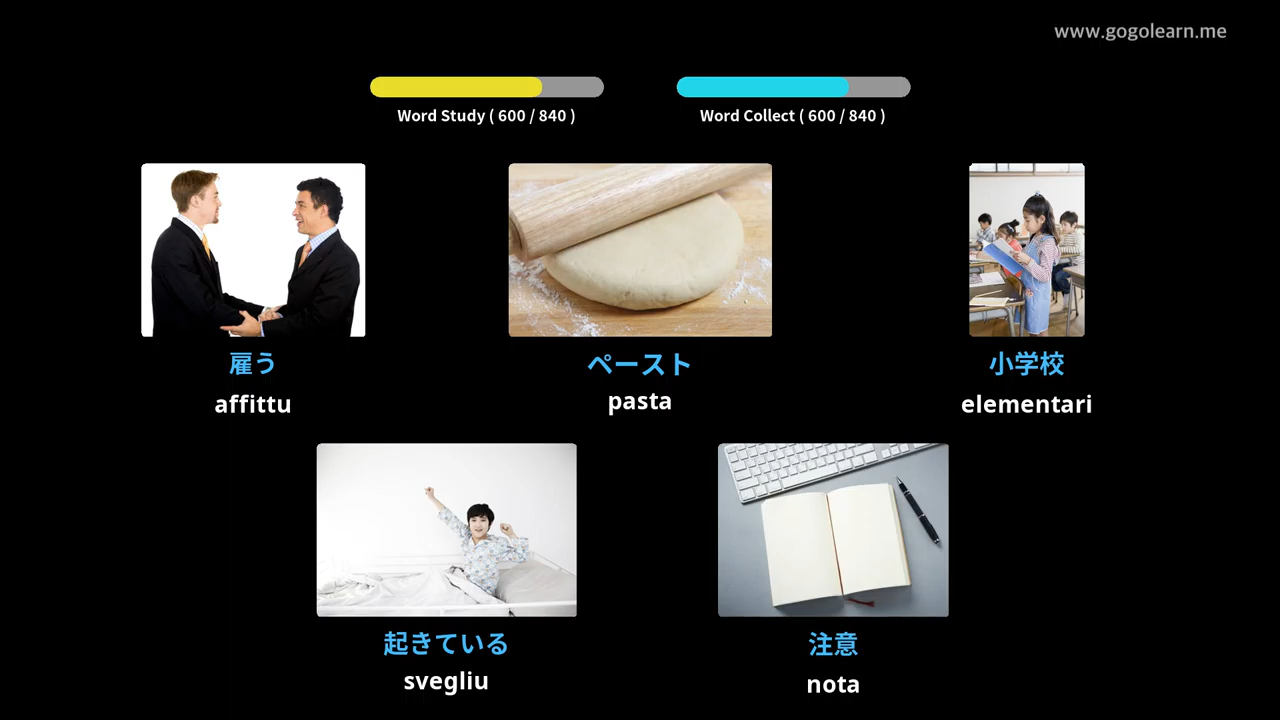 www.gogolearn.me
Word Study ( 600 / 840 )
Word Collect ( 600 / 840 )
雇う
affittu
ペースト
pasta
小学校
elementari
起きている
svegliu
注意
nota